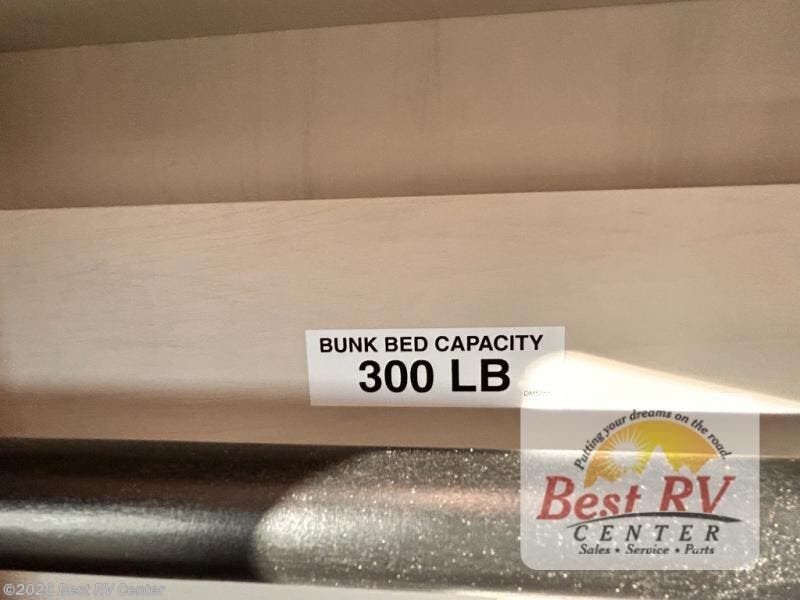 BUNK BED CAPACITY
300 LB
Putting your dreams on the road.
Best RV
CENTER
Sales • Service • Parts
©2026 Best RV Center